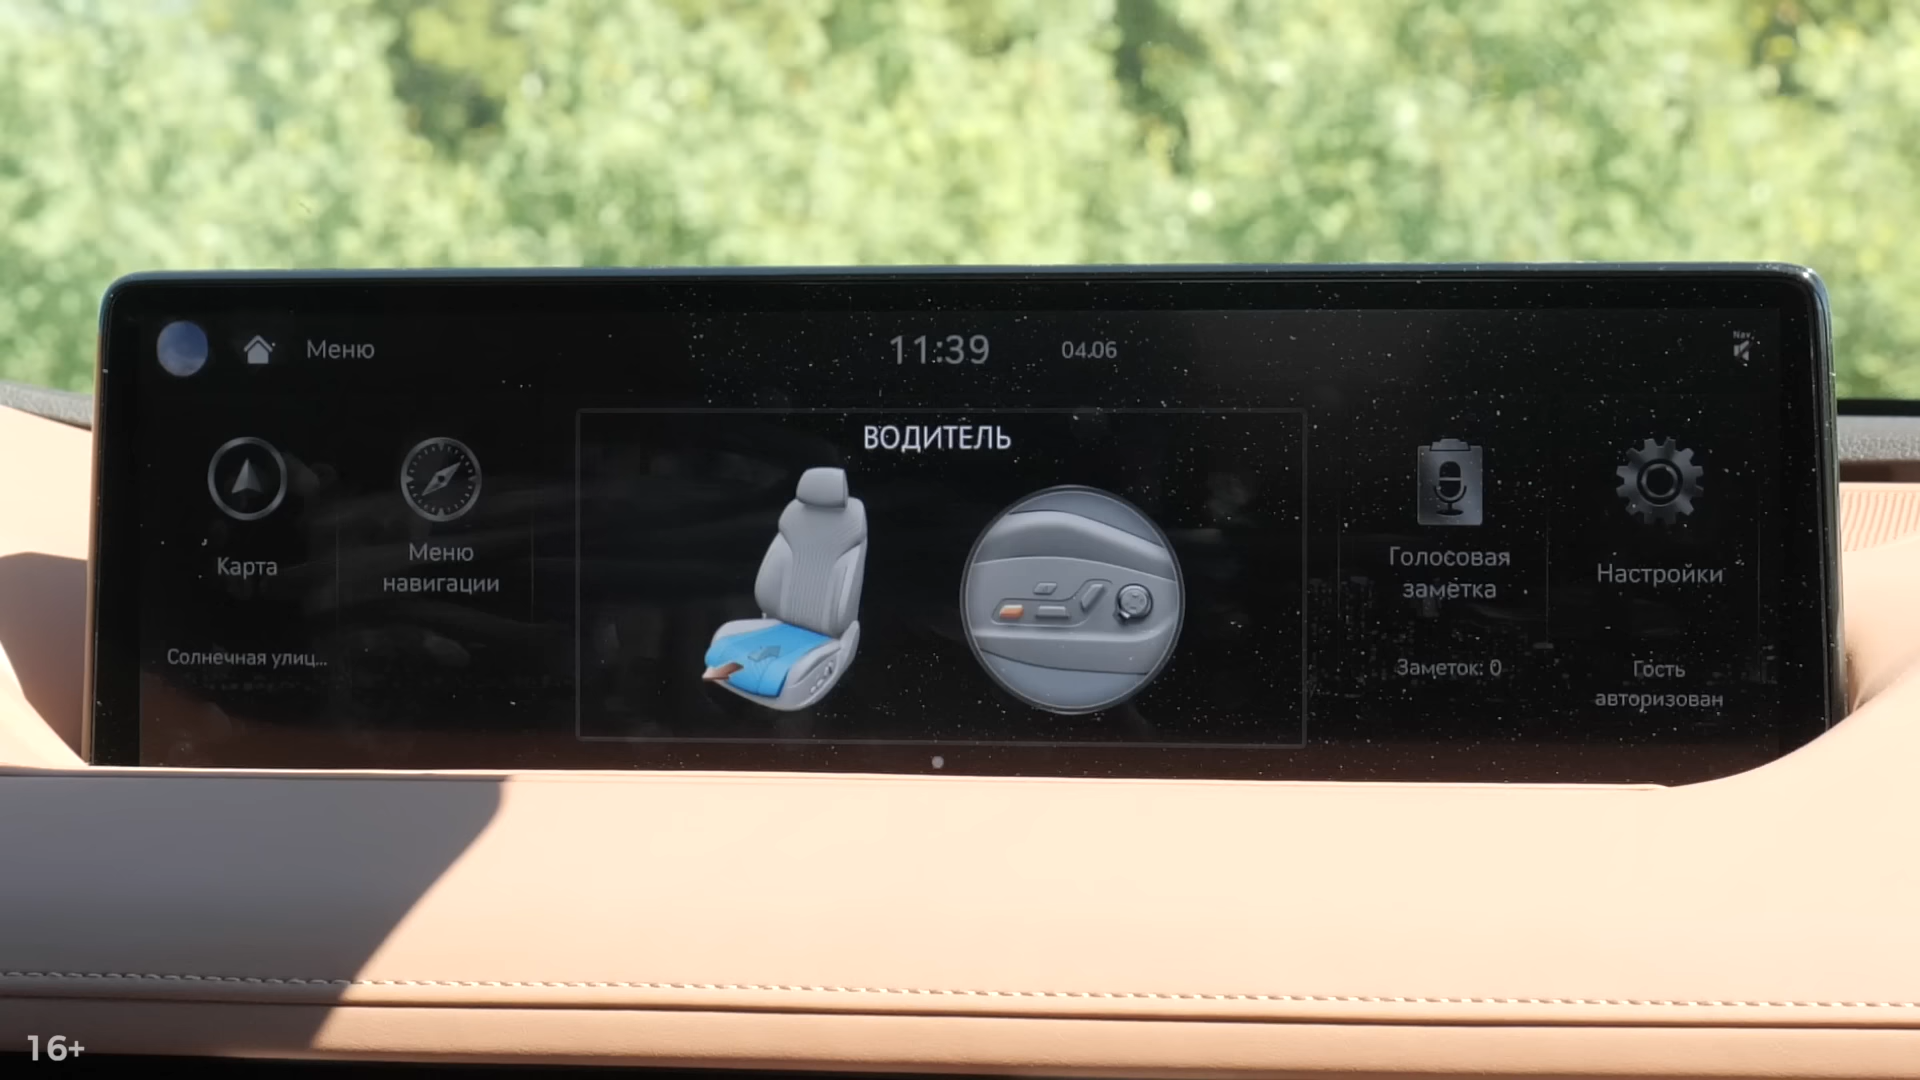 Меню
11:39
04.06
Nav
ВОДИТЕЛЬ
Карта
Солнечная улиц...
Меню
навигации
Голосовая
заметка
Заметок: 0
Настройки
Гость
авторизован
16+